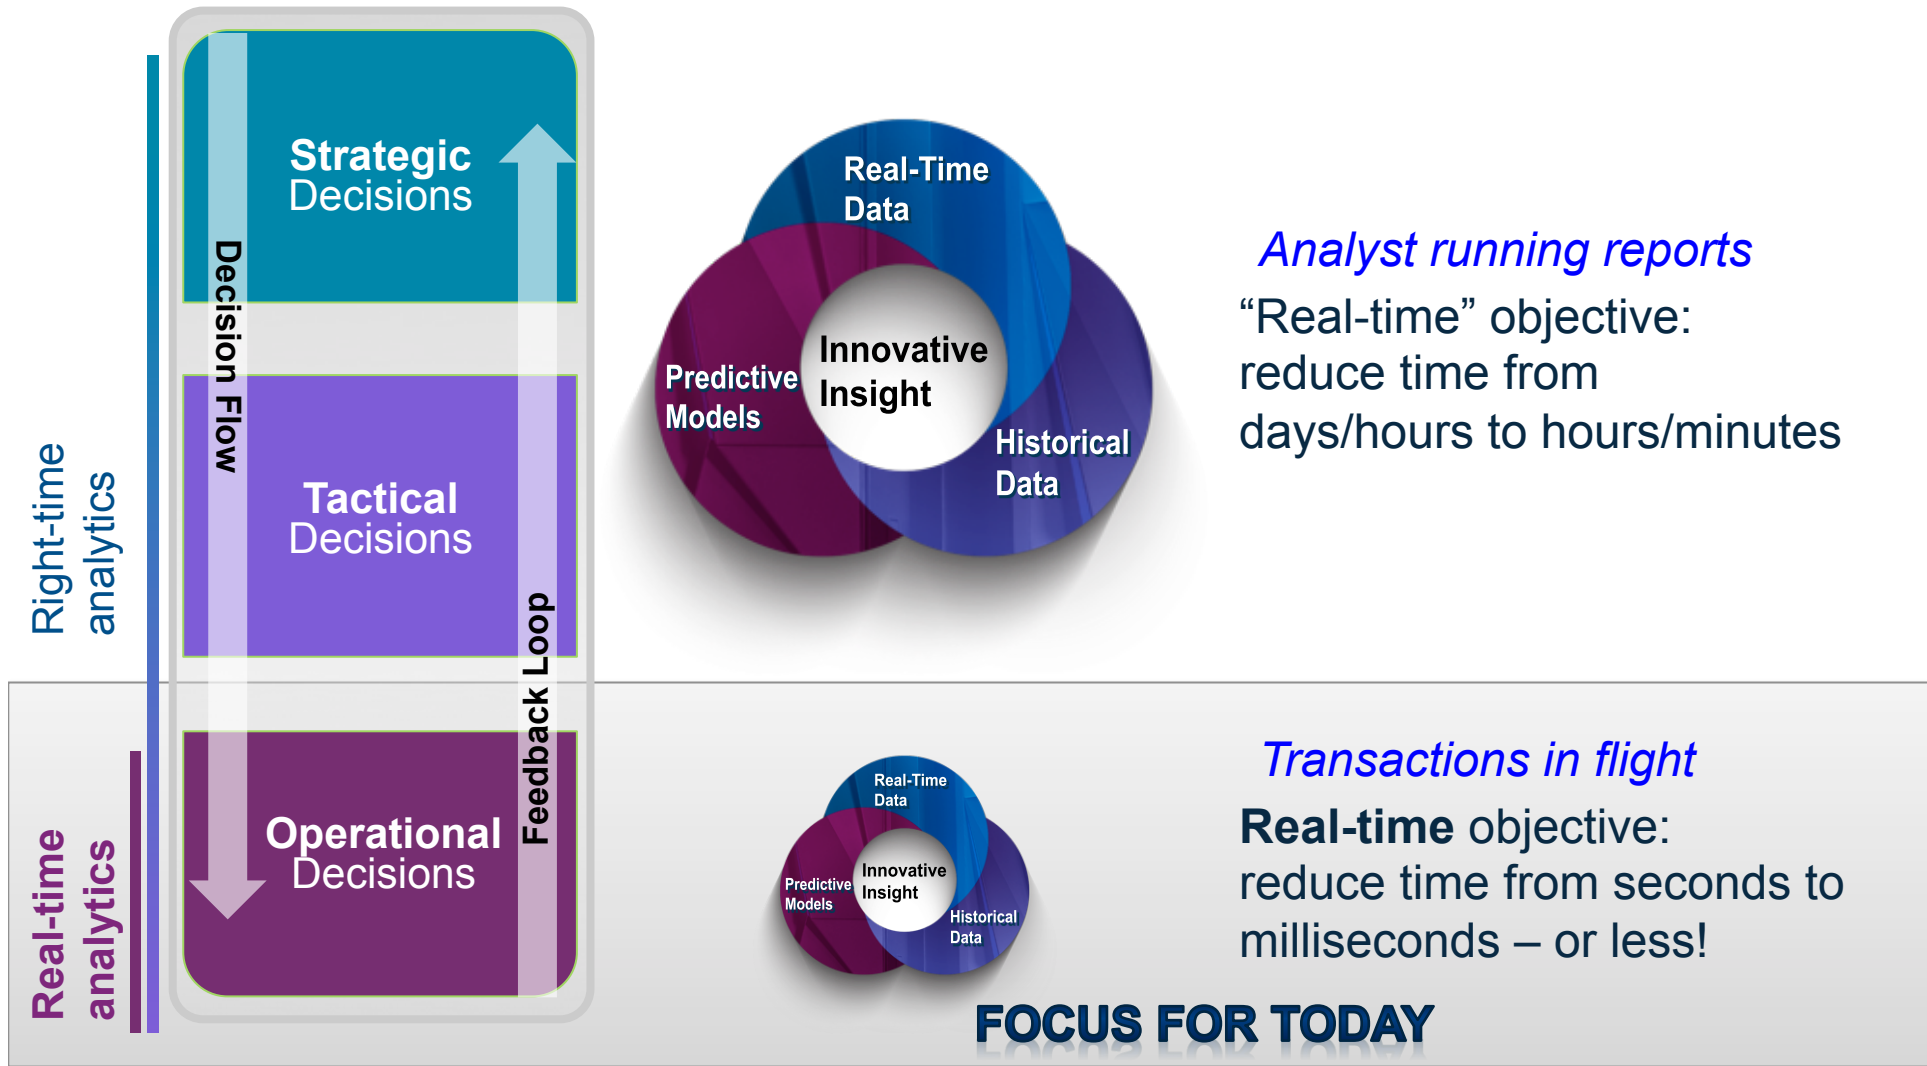 Right-time
analytics
Real-time
analytics
Decision Flow
Feedback Loop
Strategic
Decisions
Tactical
Decisions
Operational
Decisions
Real-Time
Data
Predictive
Models
Innovative
Insight
Historical
Data
Analyst running reports
“Real-time” objective:
reduce time from
days/hours to hours/minutes
Real-Time
Data
Predictive
Models
Innovative
Insight
Historical
Data
Transactions in flight
Real-time objective:
reduce time from seconds to
milliseconds – or less!
FOCUS FOR TODAY